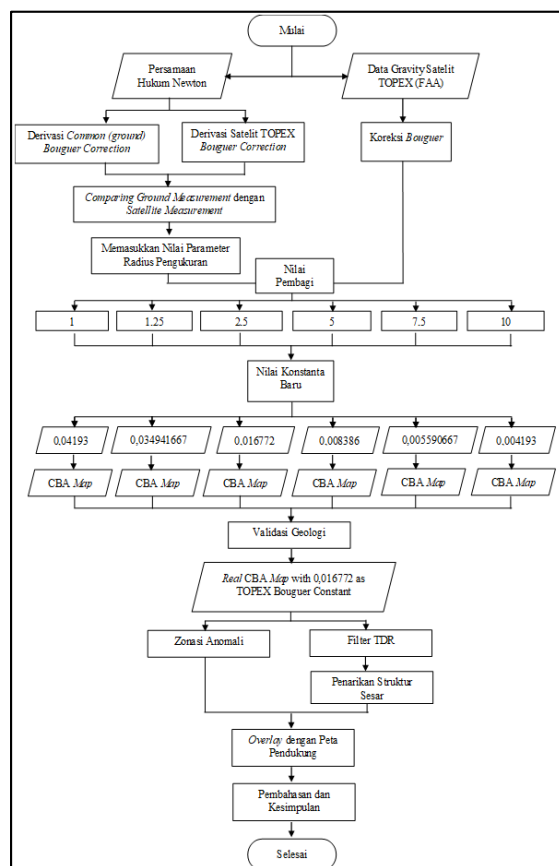 Mulai
Persamaan
Hukum Newton
Data Gravity Satelit
TOPEX (FAA)
Derivasi Common (ground)
Bouguer Correction
Derivasi Satelit TOPEX
Bouguer Correction
Koreksi Bouguer
Comparing Ground Measurement dengan
Satellite Measurement
Memasukkan Nilai Parameter
Radius Pengukuran
Nilai
Pembagi
1
1.25
2.5
5
7.5
10
Nilai Konstanta
Baru
0,04193
0,034941667
0.016772
0.008386
0,005590667
0.004193
CBA Map
CBA Map
CBA Map
CBA Map
CBA Map
CBA Map
Validasi Geologi
Real CBA Map with 0,016772 as
TOPEX Bouguer Constant
Zonasi Anomali
Filter TDR
Penarikan Struktur
Sesar
Overlay dengan Peta
Pendukung
Pembahasan dan
Kesimpulan
Selesai